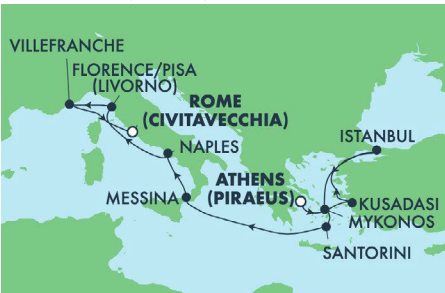 VILLEFRANCHE
FLORENCE/PISA
(LIVORNO)
ROME
(CIVITAVECCHIA)
NAPLES
ISTANBUL
ATHENS
(PIRAEUS)
MESSINA
KUSADASI
MYKONOS
SANTORINI